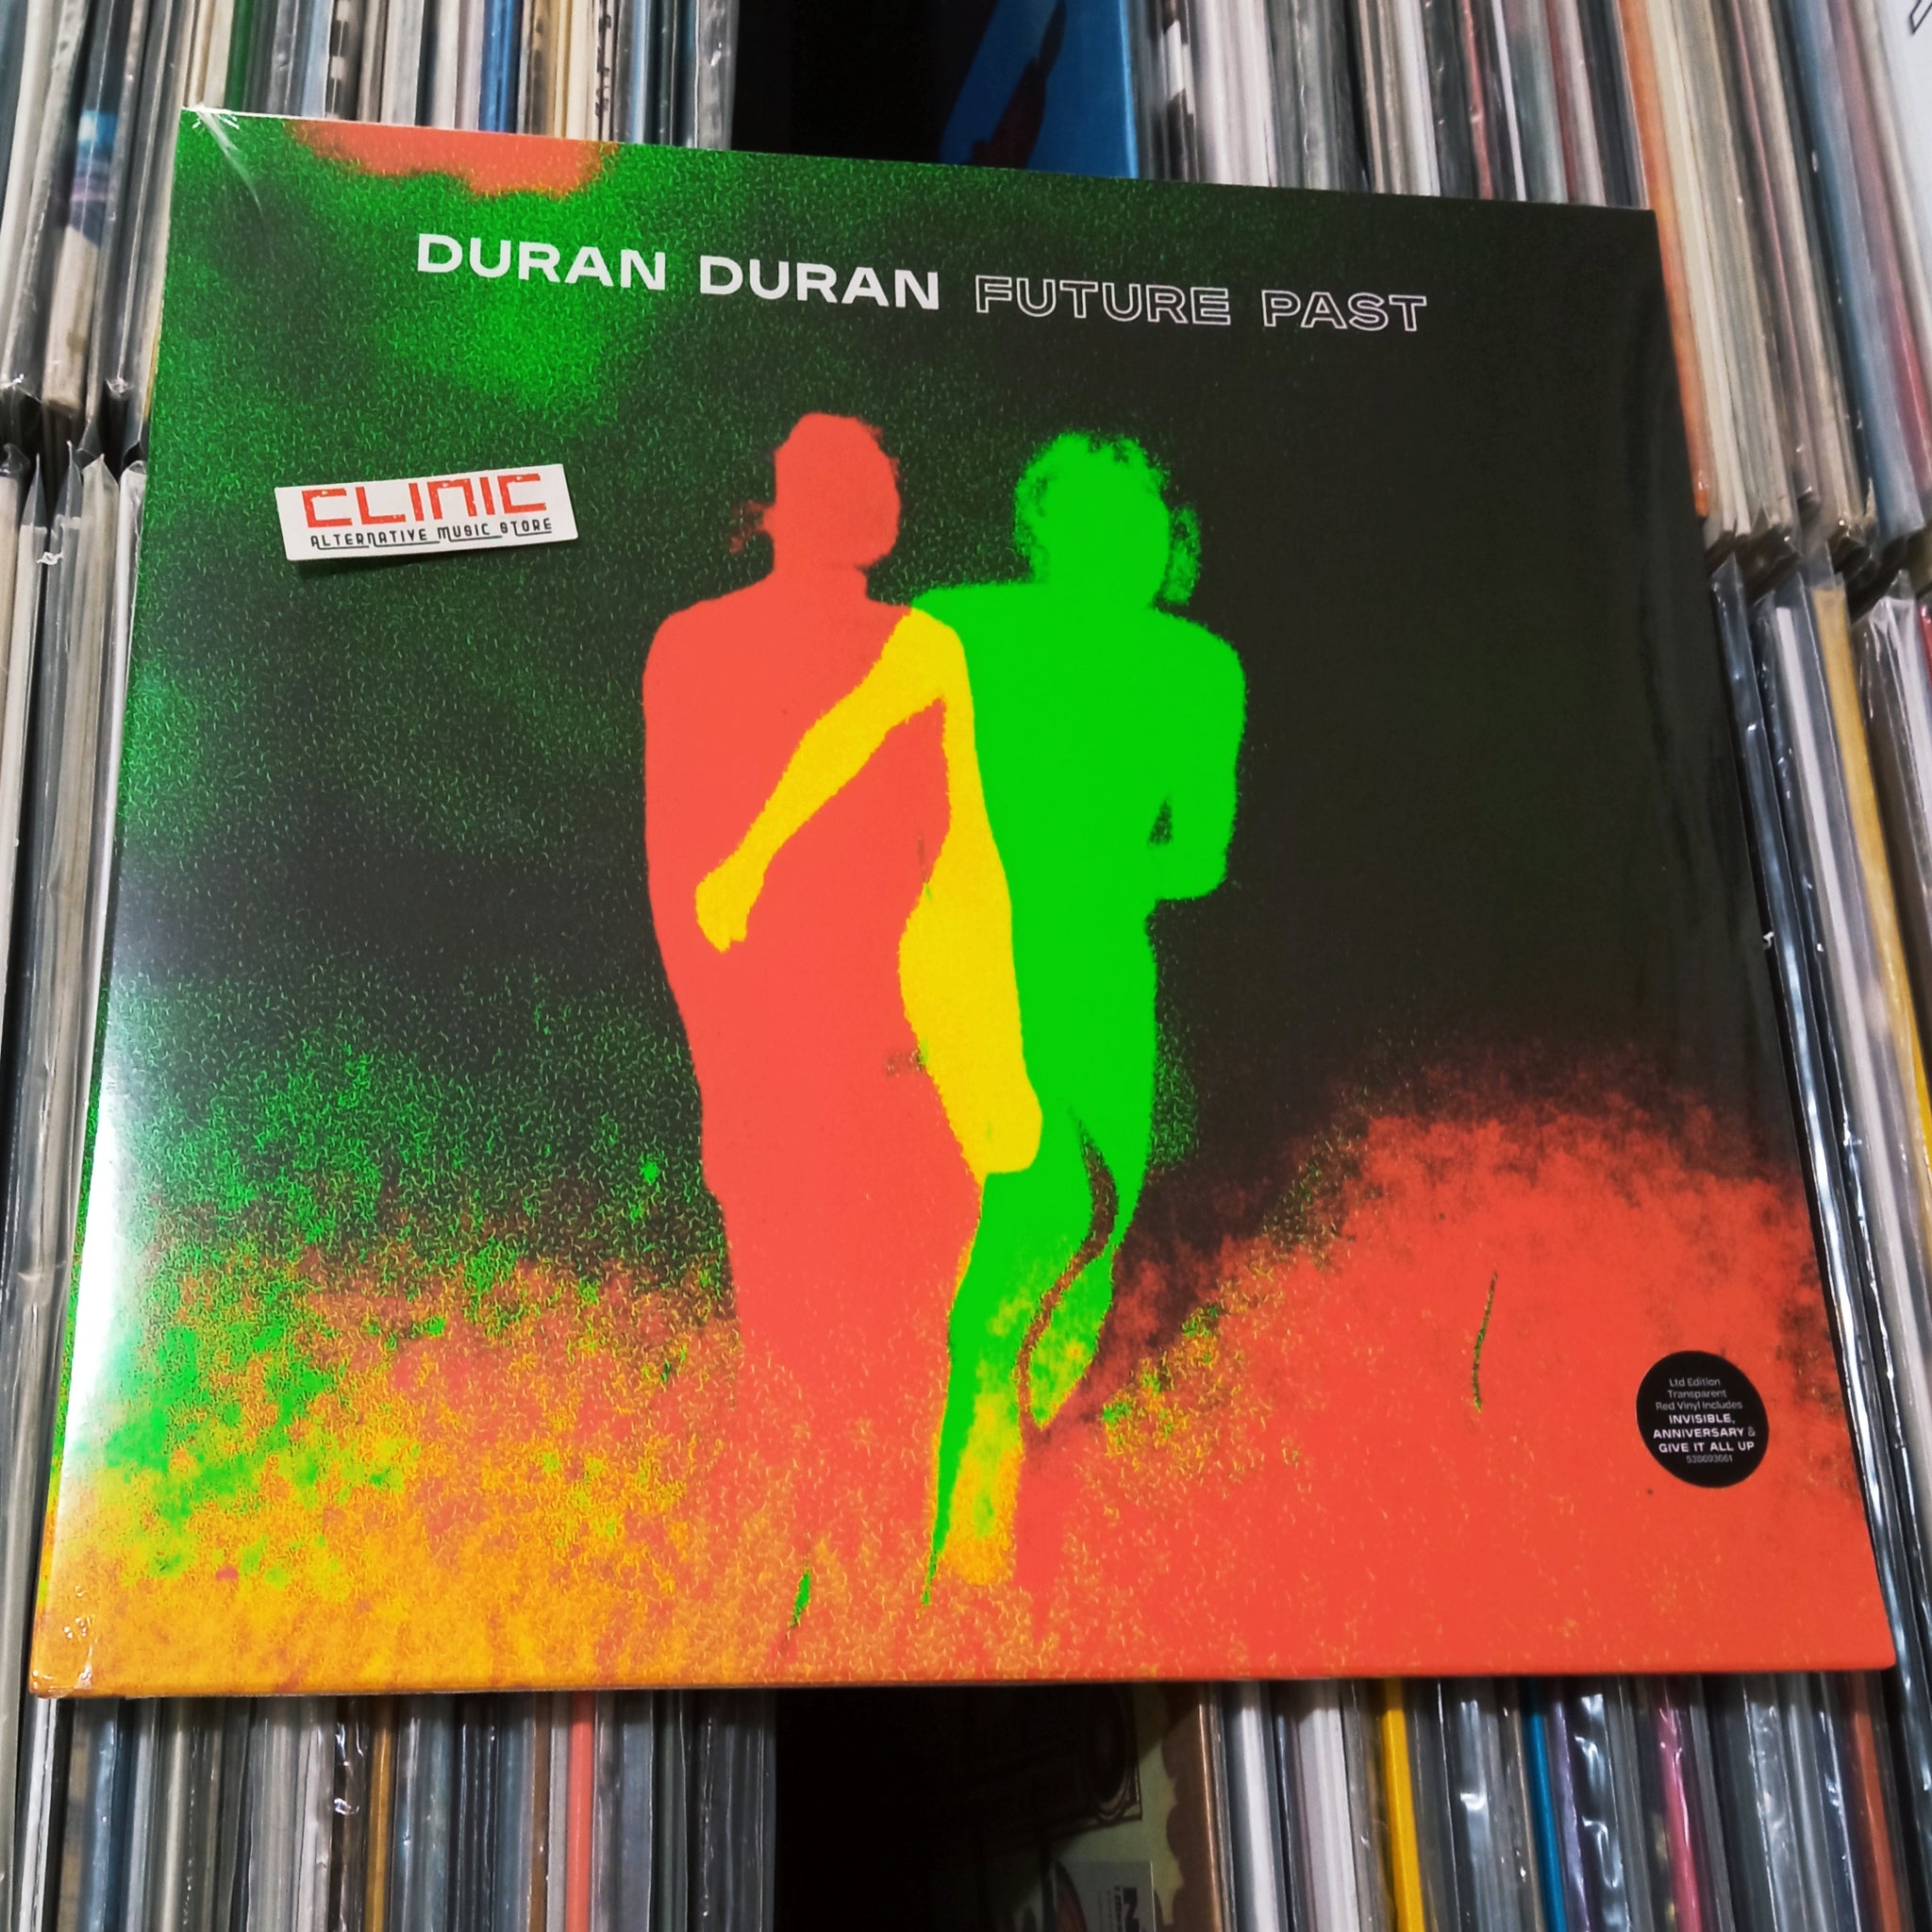 DURAN DURAN FUTURE PAST
CLINIC
ALTERNATIVE MUSIC STORE
Ltd Edition
Transparent
Red Vinyl Includes
INVISIBLE,
ANNIVERSARY &
GIVE IT ALL UP